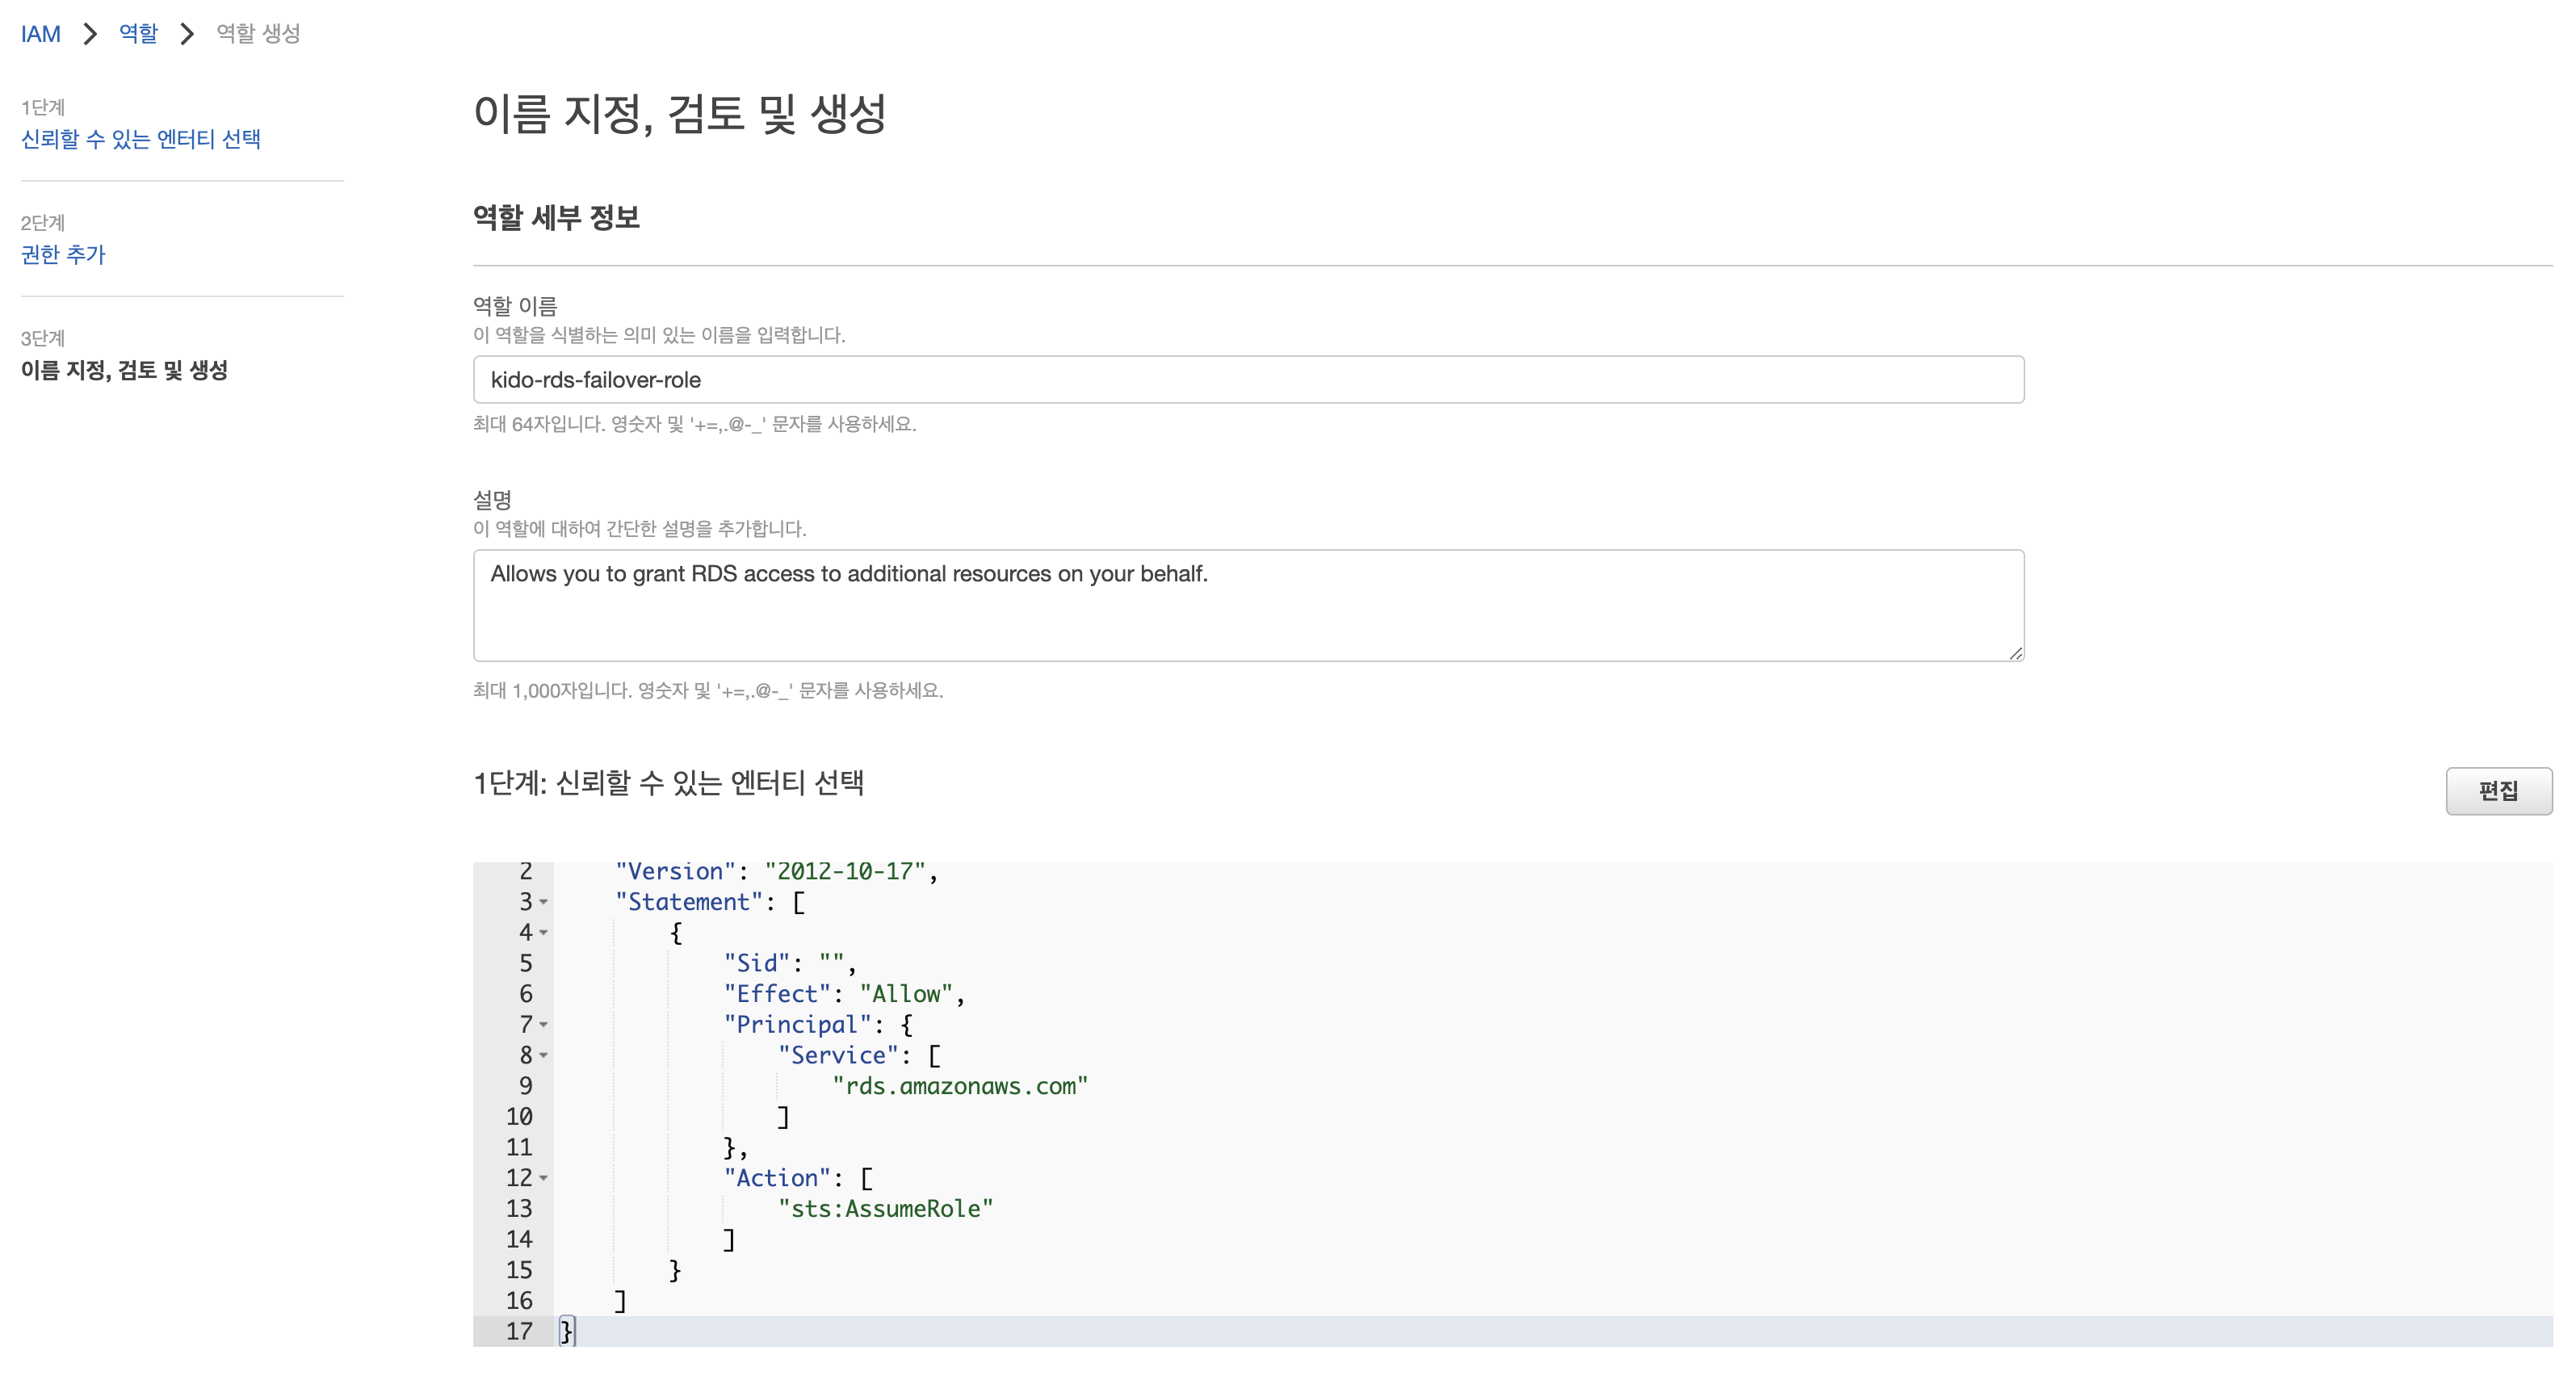 IAM > 역할 > 역할 생성
1단계
신뢰할 수 있는 엔터티 선택
2단계
권한 추가
3단계
이름 지정, 검토 및 생성
이름 지정, 검토 및 생성
역할 세부 정보
역할 이름
이 역할을 식별하는 의미 있는 이름을 입력합니다.
kido-rds-failover-role
최대 64자입니다. 영숫자 및 '+=,.@-_' 문자를 사용하세요.
설명
이 역할에 대하여 간단한 설명을 추가합니다.
Allows you to grant RDS access to additional resources on your behalf.
최대 1,000자입니다. 영숫자 및 '+=,.@-_' 문자를 사용하세요.
1단계: 신뢰할 수 있는 엔터티 선택
편집
2 "Version": "2012-10-17",
3 "Statement": [
4 {
5 "Sid": "",
6 "Effect": "Allow",
7 "Principal": {
8 "Service": [
9 "rds.amazonaws.com"
10 ]
11 },
12 "Action": [
13 "sts:AssumeRole"
14 ]
15 }
16 ]
17 }